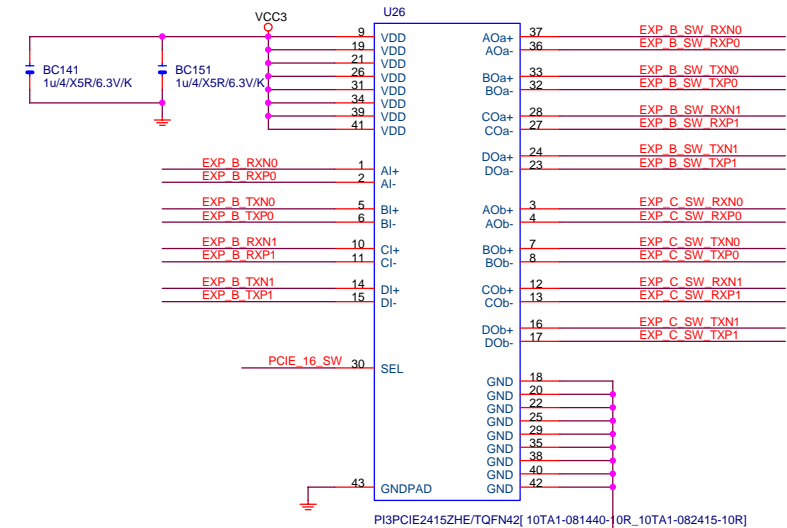 VCC3
U26
BC141
1u/4/X5R/6.3V/K
BC151
1u/4/X5R/6.3V/K
9 VDD
19 VDD
21 VDD
26 VDD
31 VDD
34 VDD
39 VDD
41 VDD
EXP_B_RXN0 1 AI+
EXP_B_RXP0 2 AI-
EXP_B_TXN0 5 BI+
EXP_B_TXP0 6 BI-
EXP_B_RXN1 10 CI+
EXP_B_RXP1 11 CI-
EXP_B_TXN1 14 DI+
EXP_B_TXP1 15 DI-
PCIE_16_SW 30 SEL
43 GNDPAD
AOa+ 37 EXP_B_SW_RXN0
AOa- 36 EXP_B_SW_RXP0
BOa+ 33 EXP_B_SW_TXN0
BOa- 32 EXP_B_SW_TXP0
COa+ 28 EXP_B_SW_RXN1
COa- 27 EXP_B_SW_RXP1
DOa+ 24 EXP_B_SW_TXN1
DOa- 23 EXP_B_SW_TXP1
AOb+ 3 EXP_C_SW_RXN0
AOb- 4 EXP_C_SW_RXP0
BOb+ 7 EXP_C_SW_TXN0
BOb- 8 EXP_C_SW_TXP0
COb+ 12 EXP_C_SW_RXN1
COb- 13 EXP_C_SW_RXP1
DOb+ 16 EXP_C_SW_TXN1
DOb- 17 EXP_C_SW_TXP1
GND 18
GND 20
GND 22
GND 25
GND 29
GND 35
GND 38
GND 40
GND 42
PI3PCIE2415ZHE/TQFN42[ 10TA1-081440-10R_10TA1-082415-10R]